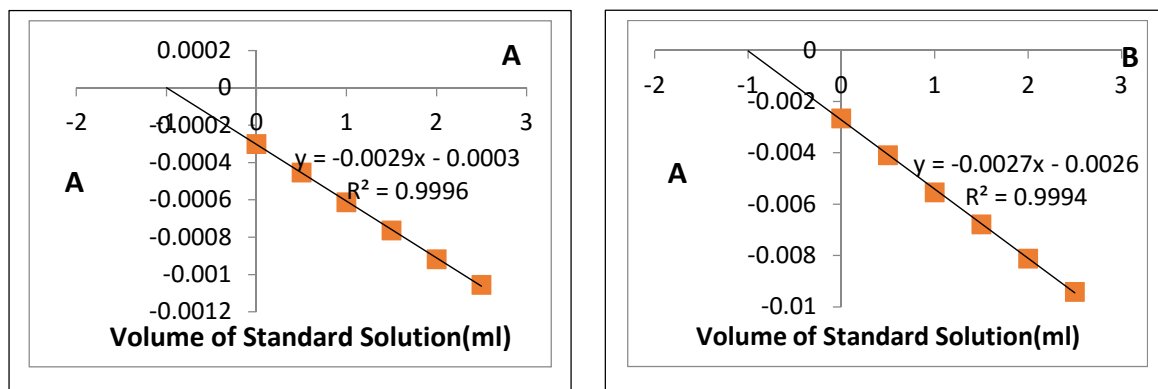 A
0.0002
0
-0.0002
-0.0004
-0.0006
-0.0008
-0.001
-0.0012
-2 -1 0 1 2 3
A
y = -0.0029x - 0.0003
R² = 0.9996
Volume of Standard Solution(ml)
B
0
-0.002
-0.004
-0.006
-0.008
-0.01
-2 -1 0 1 2 3
A
y = -0.0027x - 0.0026
R² = 0.9994
Volume of Standard Solution(ml)